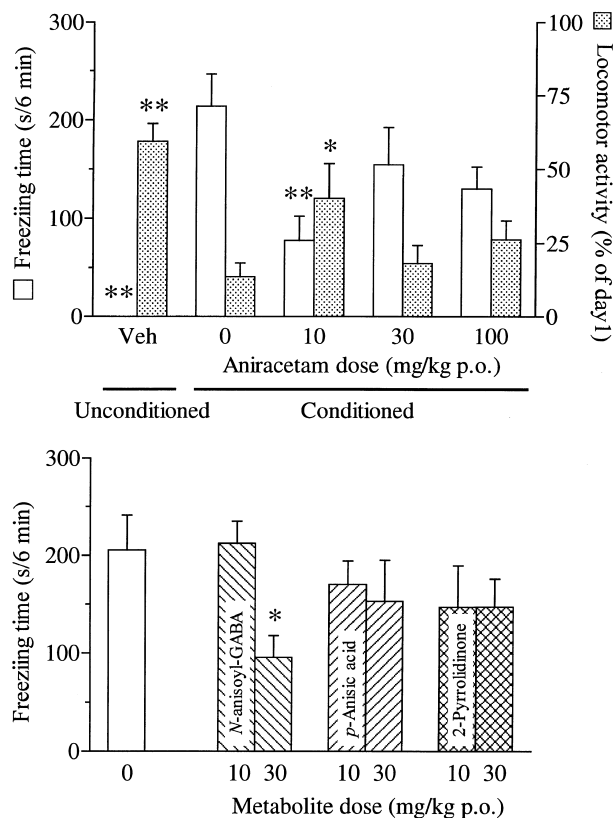 300
200
100
0
Freeziing time (s/6 min)
100
75
50
25
0
Locomotor activity (% of day1)
**
**
**
*
Veh
0
10
30
100
Aniracetam dose (mg/kg p.o.)
Unconditioned
Conditioned
300
200
100
0
Freeziing time (s/6 min)
*
N-anisoyl-GABA
p-Anisic acid
2-Pyrrolidinone
0
10 30
10 30
10 30
Metabolite dose (mg/kg p.o.)